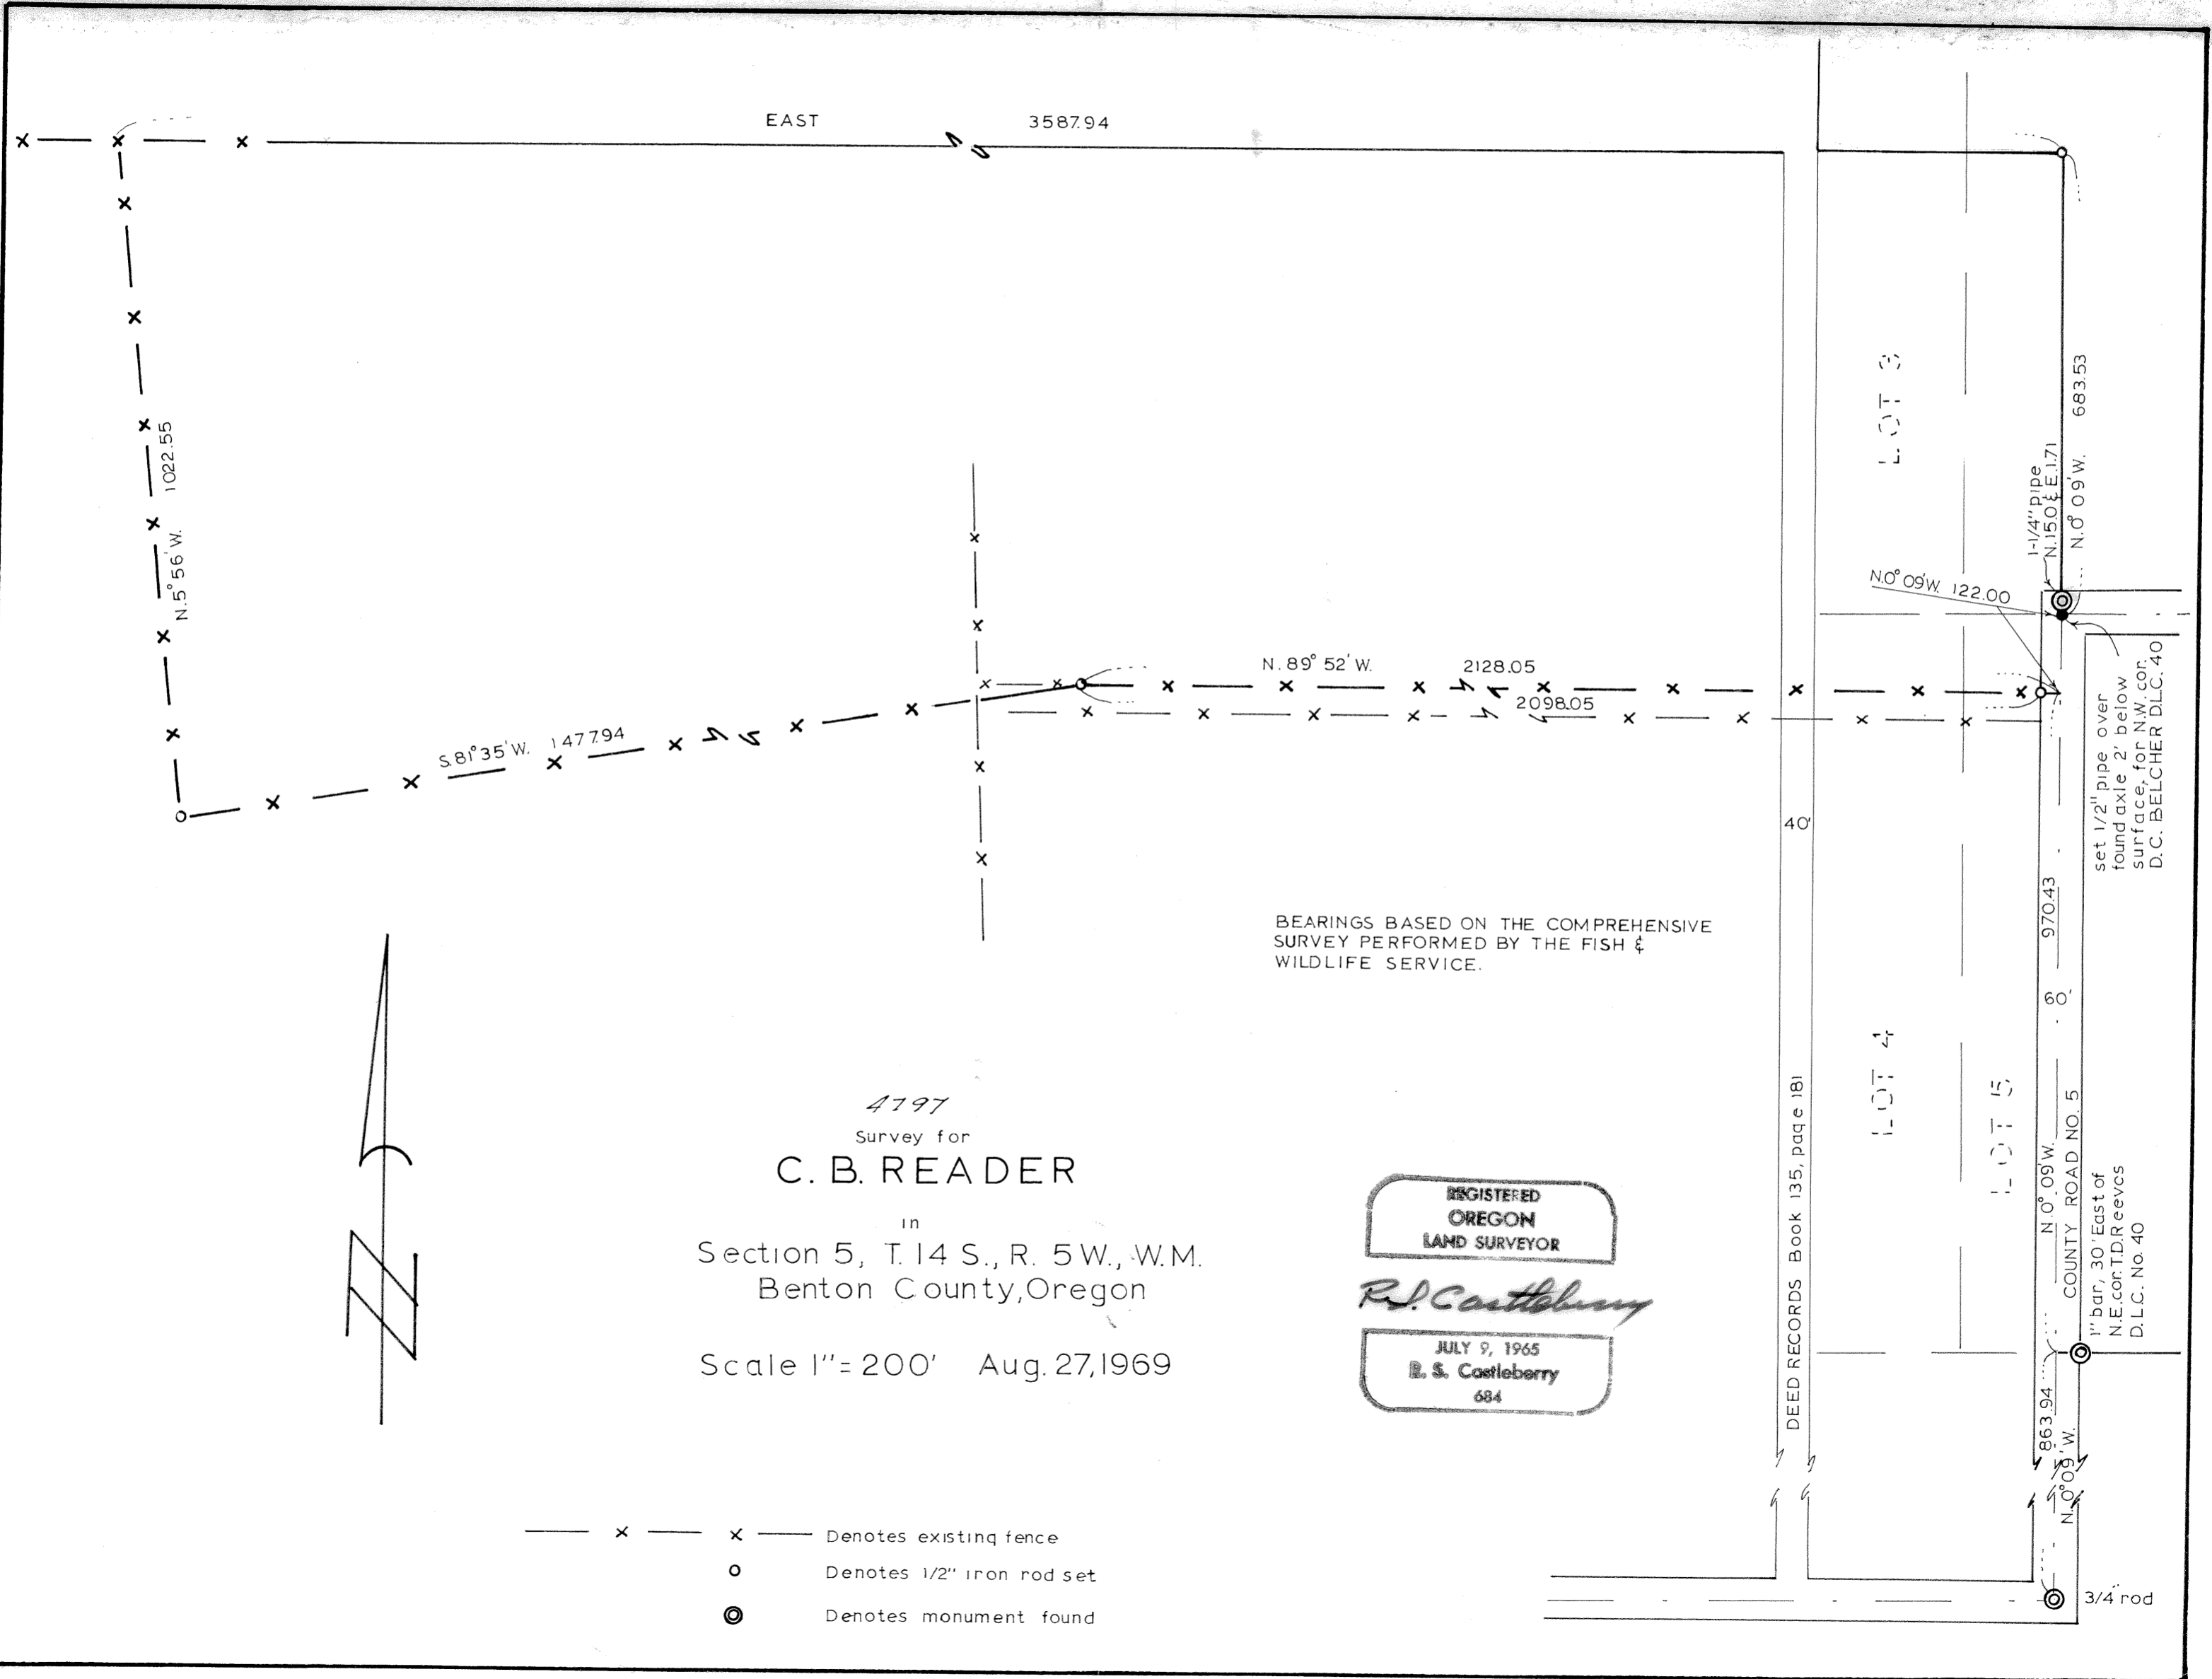 EAST 3587.94
N.5°56'W. 1022.55
S.81°35'W. 1477.94
N.89°52'W. 2128.05
2098.05
LOT 3
N.0°09'W. 683.53
1-1/4" pipe
N.15.0 & E.1.71
N.0°09'W. 122.00
set 1/2" pipe over
found axle 2' below
surface, for N.W. cor.
D.C. BELCHER D.L.C. 40
40'
970.43
60'
BEARINGS BASED ON THE COMPREHENSIVE
SURVEY PERFORMED BY THE FISH &
WILDLIFE SERVICE.
LOT 4
LOT 5
N.0°09'W.
COUNTY ROAD NO. 5
DEED RECORDS Book 135, page 181
1" bar, 30' East of
N.E. cor. T.D. Reeves
D.L.C. No. 40
863.94
N.0°09'W.
3/4" rod
4797
Survey for
C. B. READER
in
Section 5, T. 14 S., R. 5 W., W.M.
Benton County, Oregon
Scale 1" = 200' Aug. 27, 1969
REGISTERED
OREGON
LAND SURVEYOR
R.S. Castleberry
JULY 9, 1965
R. S. Castleberry
684
Denotes existing fence
Denotes 1/2" iron rod set
Denotes monument found